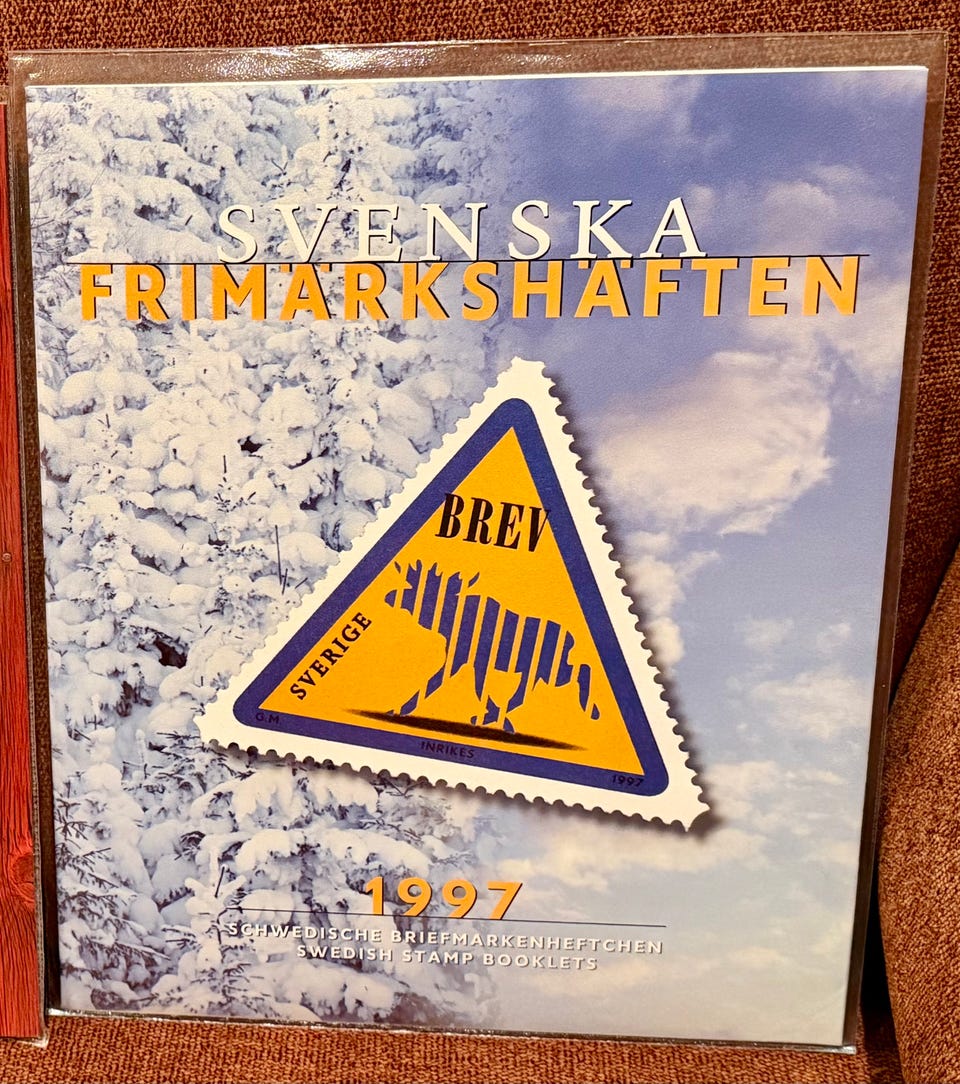 SVENSKA
FRIMÄRKSHÄFTEN
BREV
SVERIGE
G.M
INRIKES
1997
1997
SCHWEDISCHE BRIEFMARKENHEFTCHEN
SWEDISH STAMP BOOKLETS